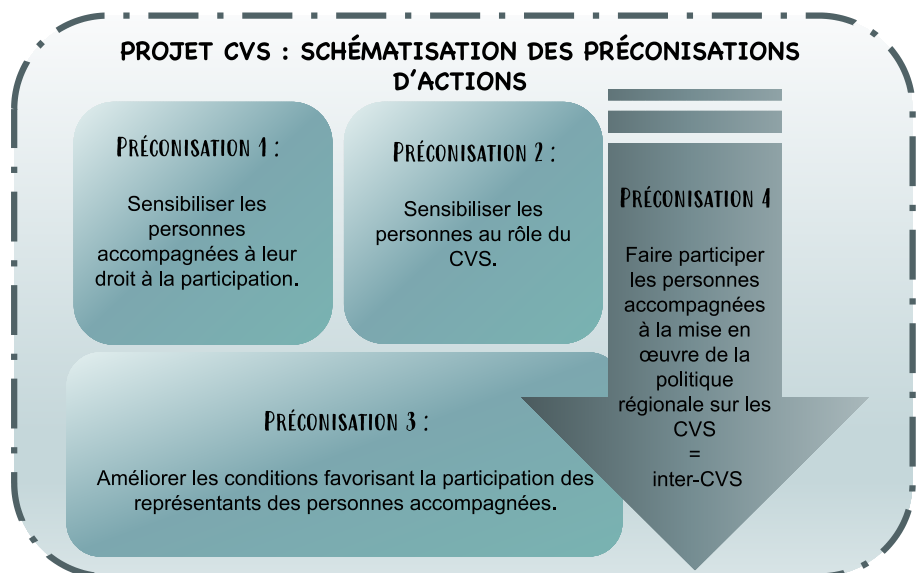 PROJET CVS : SCHÉMATISATION DES PRÉCONISATIONS
D'ACTIONS
PRÉCONISATION 1 :
Sensibiliser les
personnes
accompagnées à leur
droit à la participation.
PRÉCONISATION 2 :
Sensibiliser les
personnes au rôle du
CVS.
PRÉCONISATION 3 :
Améliorer les conditions favorisant la participation des
représentants des personnes accompagnées.
PRÉCONISATION 4
Faire participer
les personnes
accompagnées
à la mise en
œuvre de la
politique
régionale sur les
CVS
=
inter-CVS